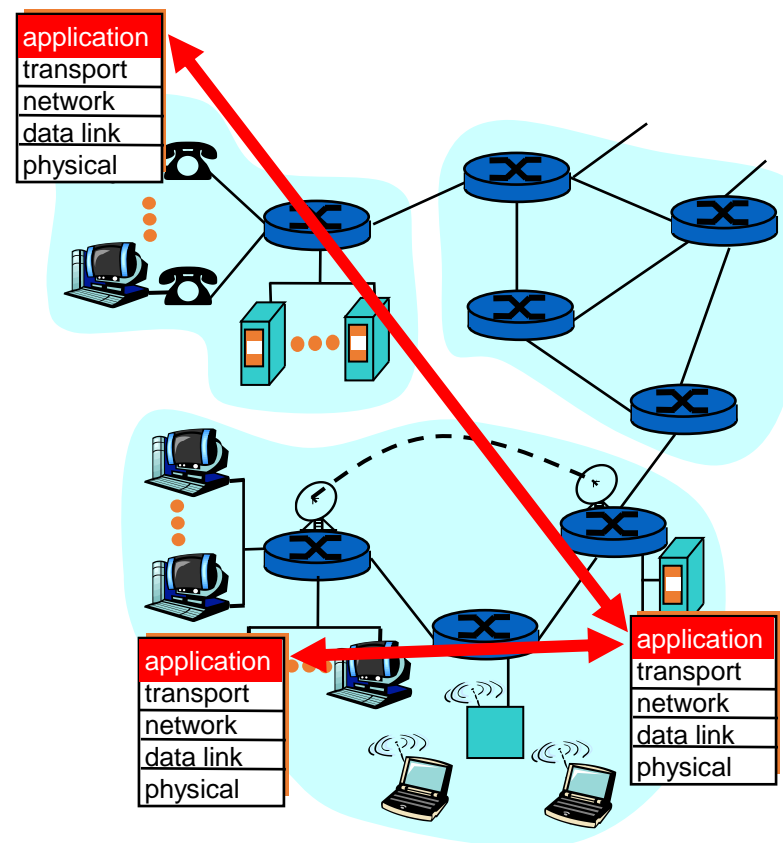 application
transport
network
data link
physical
application
transport
network
data link
physical
application
transport
network
data link
physical